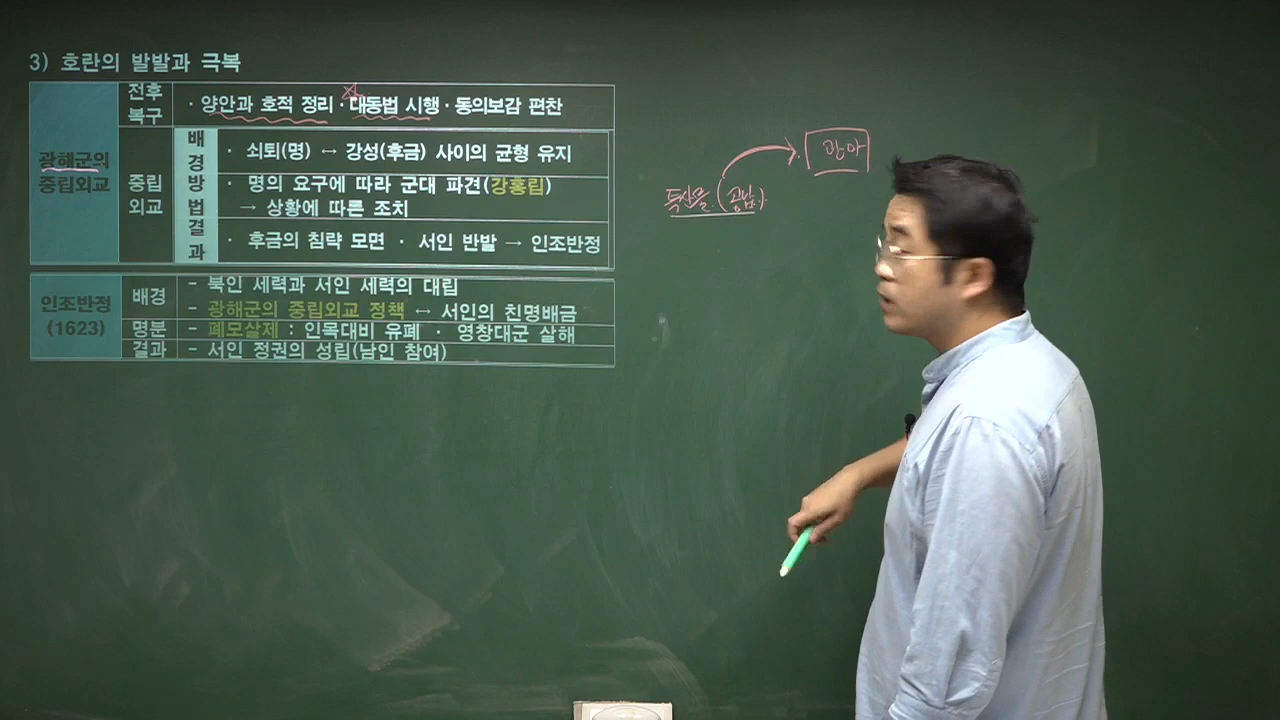 3) 호란의 발발과 극복
광해군의
중립외교
전후
복구
· 양안과 호적 정리 · 대동법 시행 · 동의보감 편찬
중립
외교
배
경
· 쇠퇴(명) ↔ 강성(후금) 사이의 균형 유지
방
법
· 명의 요구에 따라 군대 파견(강홍립)
→ 상황에 따른 조치
결
과
· 후금의 침략 모면 · 서인 반발 → 인조반정
인조반정
(1623)
배경
- 북인 세력과 서인 세력의 대립
- 광해군의 중립외교 정책 ↔ 서인의 친명배금
명분
- 폐모살제 : 인목대비 유폐 · 영창대군 살해
결과
- 서인 정권의 성립(남인 참여)
특산물 (공납)
관아